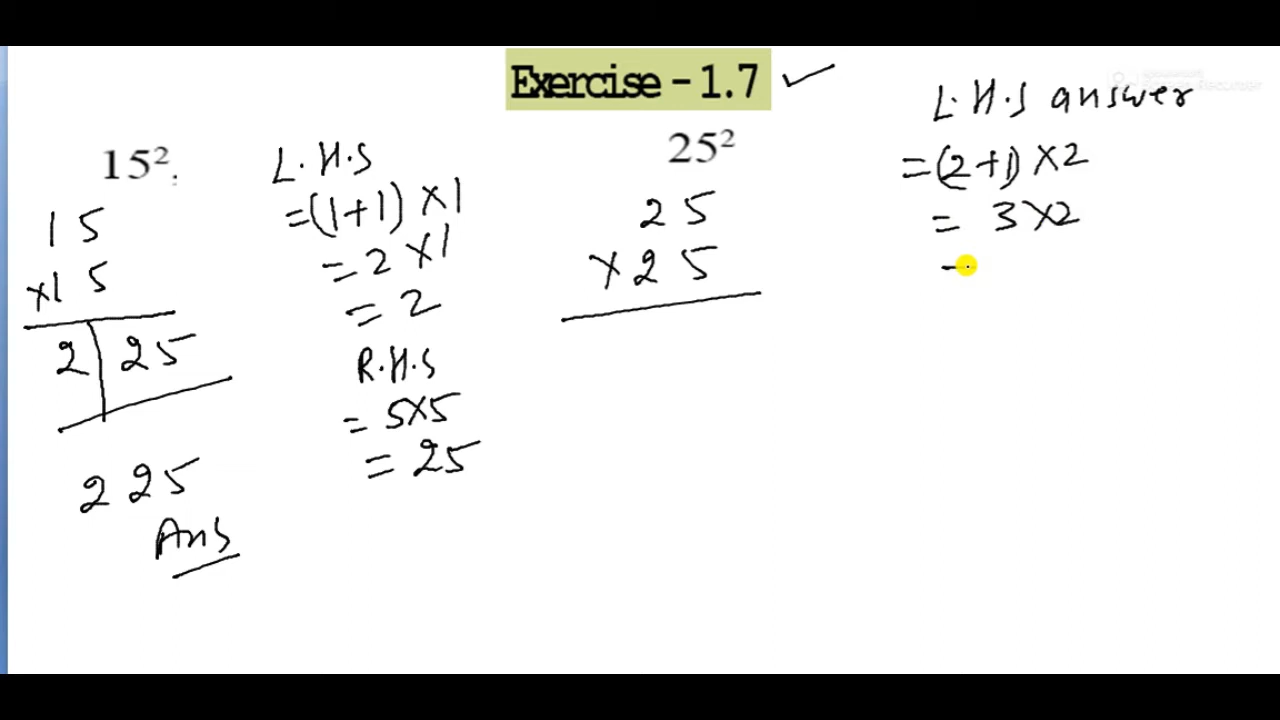 Exercise - 1.7
15²
15
×15
2 | 25
225
Ans
L.H.S
=(1+1) ×1
= 2 ×1
= 2
R.H.S
= 5×5
= 25
25²
25
×25
L.H.S answer
=(2+1) ×2
= 3×2